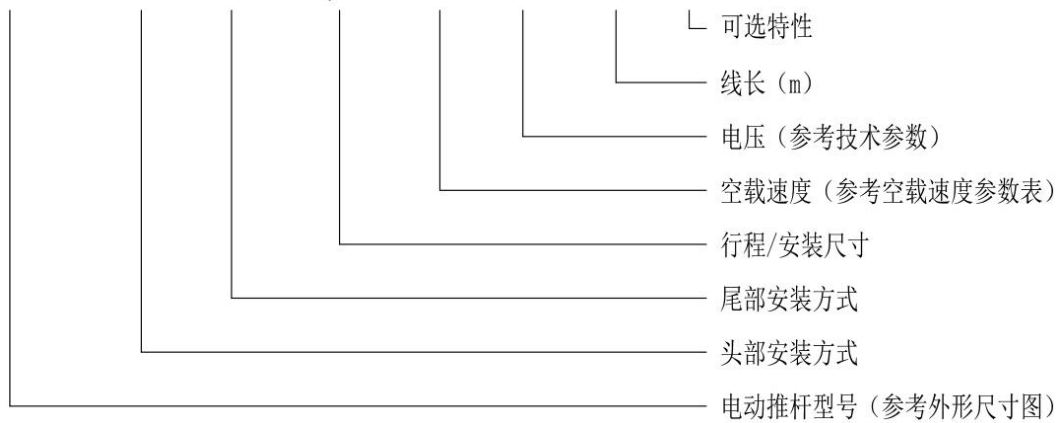 可选特性
线长（m）
电压（参考技术参数）
空载速度（参考空载速度参数表）
行程/安装尺寸
尾部安装方式
头部安装方式
电动推杆型号（参考外形尺寸图）